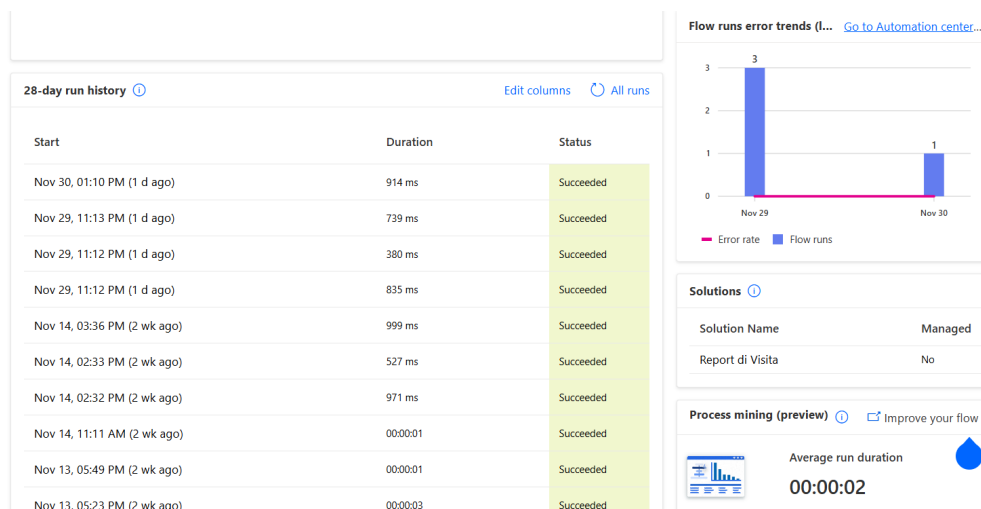 28-day run history
Edit columns
All runs
Start Duration Status
Nov 30, 01:10 PM (1 d ago) 914 ms Succeeded
Nov 29, 11:13 PM (1 d ago) 739 ms Succeeded
Nov 29, 11:12 PM (1 d ago) 380 ms Succeeded
Nov 29, 11:12 PM (1 d ago) 835 ms Succeeded
Nov 14, 03:36 PM (2 wk ago) 999 ms Succeeded
Nov 14, 02:33 PM (2 wk ago) 527 ms Succeeded
Nov 14, 02:32 PM (2 wk ago) 971 ms Succeeded
Nov 14, 11:11 AM (2 wk ago) 00:00:01 Succeeded
Nov 13, 05:49 PM (2 wk ago) 00:00:01 Succeeded
Nov 13, 05:23 PM (2 wk ago) 00:00:03 Succeeded
Flow runs error trends (l...
Go to Automation center...
3
3
2
1
1
0
Nov 29 Nov 30
Error rate Flow runs
Solutions
Solution Name Managed
Report di Visita No
Process mining (preview)
Improve your flow
Average run duration
00:00:02